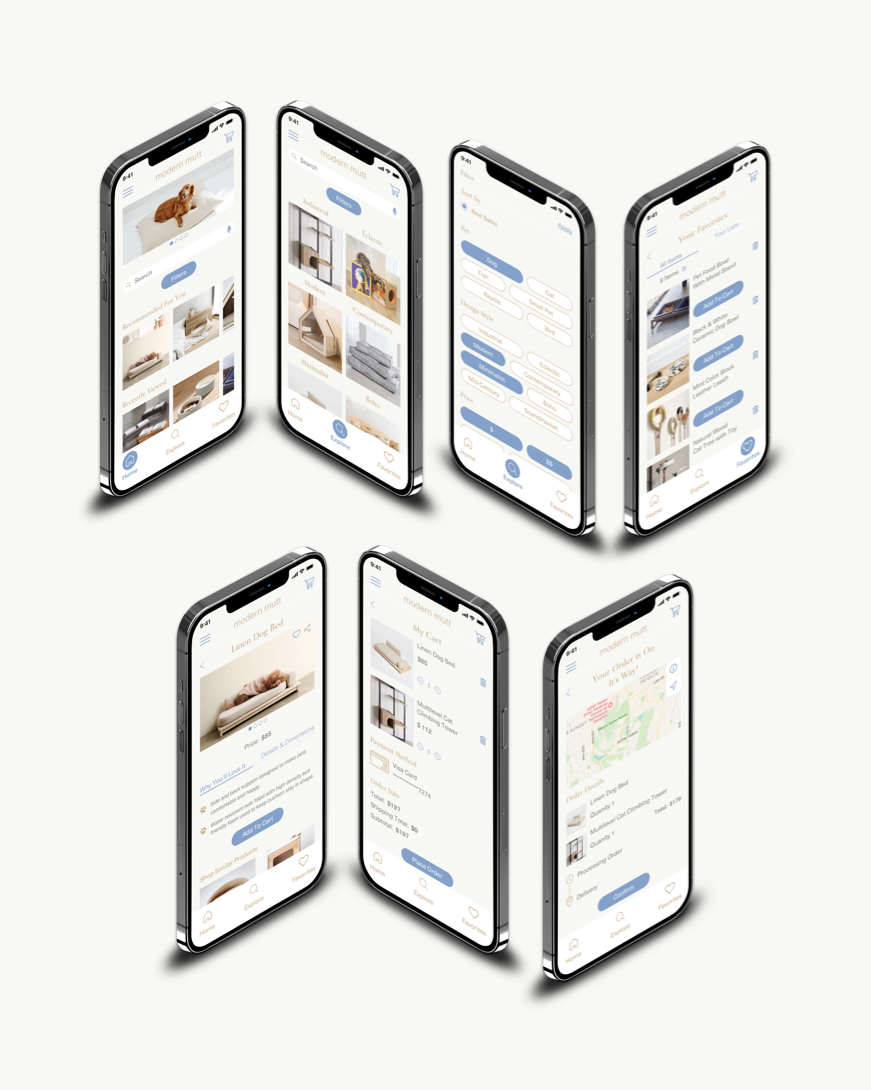 9:41
modern mutt
Search
Filters
Recommended For You
Recently Viewed
Home
Explore
Favorites
9:41
modern mutt
Search
Filters
Industrial
Eclectic
Modern
Contemporary
Minimalist
Boho
Home
Explore
Favorites
9:41
Filter
Sort by
Best Seller
Apply
Pet
Dog
Cat
Fish
Small Pet
Reptile
Bird
Design Style
Industrial
Eclectic
Modern
Contemporary
Minimalist
Boho
Mid-Century
Scandinavian
Price
$
$$
Home
Explore
Favorites
9:41
modern mutt
Your Favorites
All Items
Your Lists
8 Items
Pet Food Bowl
With Metal Stand
Add To Cart
Black & White
Ceramic Dog Bowl
Add To Cart
Mint Color Block
Leather Leash
Add To Cart
Natural Wood
Cat Tree with Toy
Home
Explore
Favorites
9:41
modern mutt
Linen Dog Bed
Price: $85
Why You'll Love It
Details & Dimensions
Side and back support designed to make pets
comfortable and happy.
Water resistant liner filled with high density eco
friendly foam used to keep cushion stay in shape.
Add To Cart
Shop Similar Products
Home
Explore
Favorites
9:41
modern mutt
My Cart
Linen Dog Bed
$85
1
Multilevel Cat
Climbing Tower
$ 112
1
Payment Method
Visa Card
************7274
Order Info
Total: $197
Shipping Total: $0
Subtotal: $197
Place Order
Home
Explore
Favorites
9:41
modern mutt
Your Order is On
It's Way?
Order Details
Linen Dog Bed
Quantity 1
Multilevel Cat Climbing Tower
Quantity 1
Processing Order
Delivery
Confirm
Home
Explore
Favorites